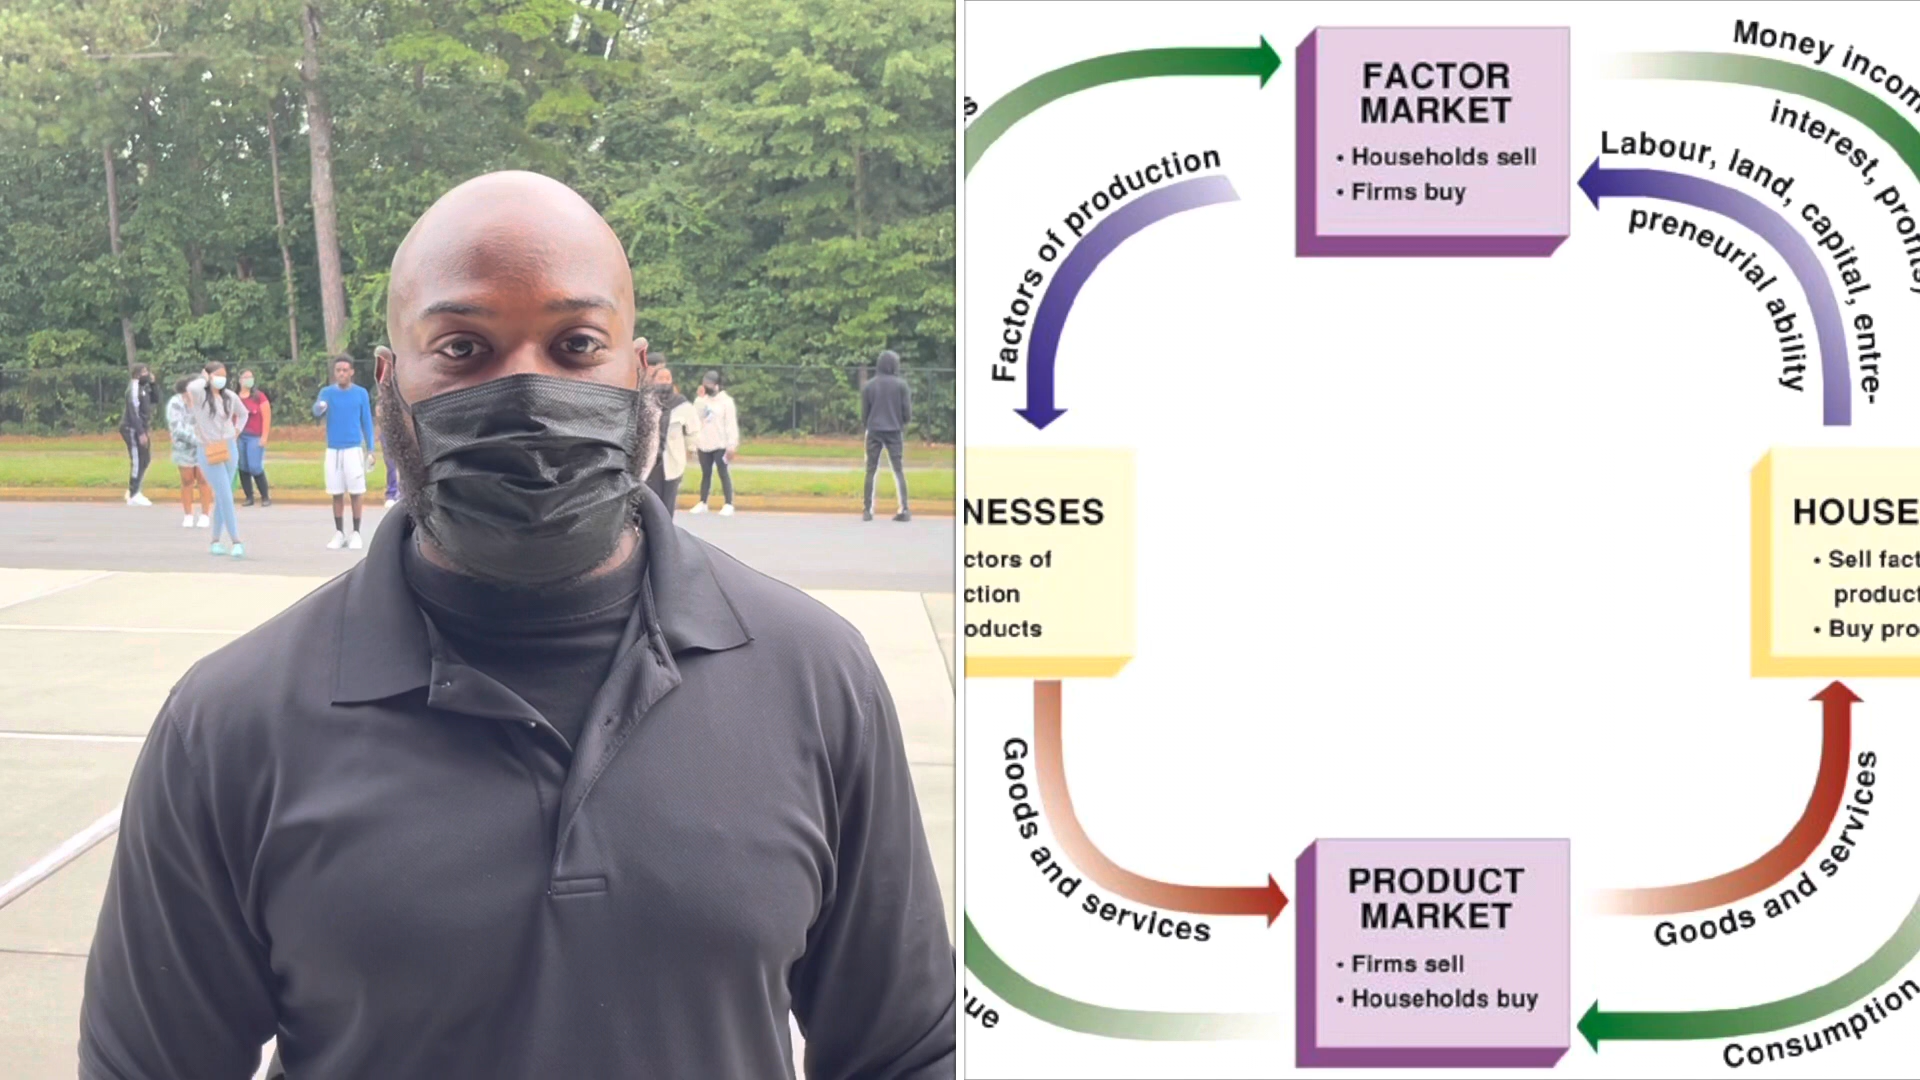 s
Money incom
interest, profits,
FACTOR
MARKET
• Households sell
• Firms buy
Factors of production
Labour, land, capital, entre-
preneurial ability
NESSES
ctors of
ction
oducts
HOUSE
• Sell fact
product
• Buy pro
Goods and services
PRODUCT
MARKET
• Firms sell
• Households buy
Goods and services
ue
Consumption